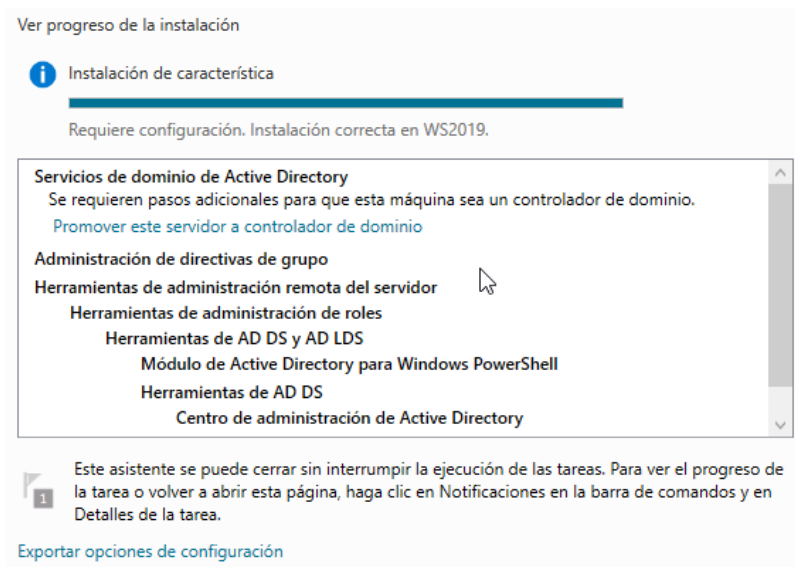 Ver progreso de la instalación
Instalación de característica
Requiere configuración. Instalación correcta en WS2019.
Servicios de dominio de Active Directory
Se requieren pasos adicionales para que esta máquina sea un controlador de dominio.
Promover este servidor a controlador de dominio
Administración de directivas de grupo
Herramientas de administración remota del servidor
Herramientas de administración de roles
Herramientas de AD DS y AD LDS
Módulo de Active Directory para Windows PowerShell
Herramientas de AD DS
Centro de administración de Active Directory
1
Este asistente se puede cerrar sin interrumpir la ejecución de las tareas. Para ver el progreso de
la tarea o volver a abrir esta página, haga clic en Notificaciones en la barra de comandos y en
Detalles de la tarea.
Exportar opciones de configuración